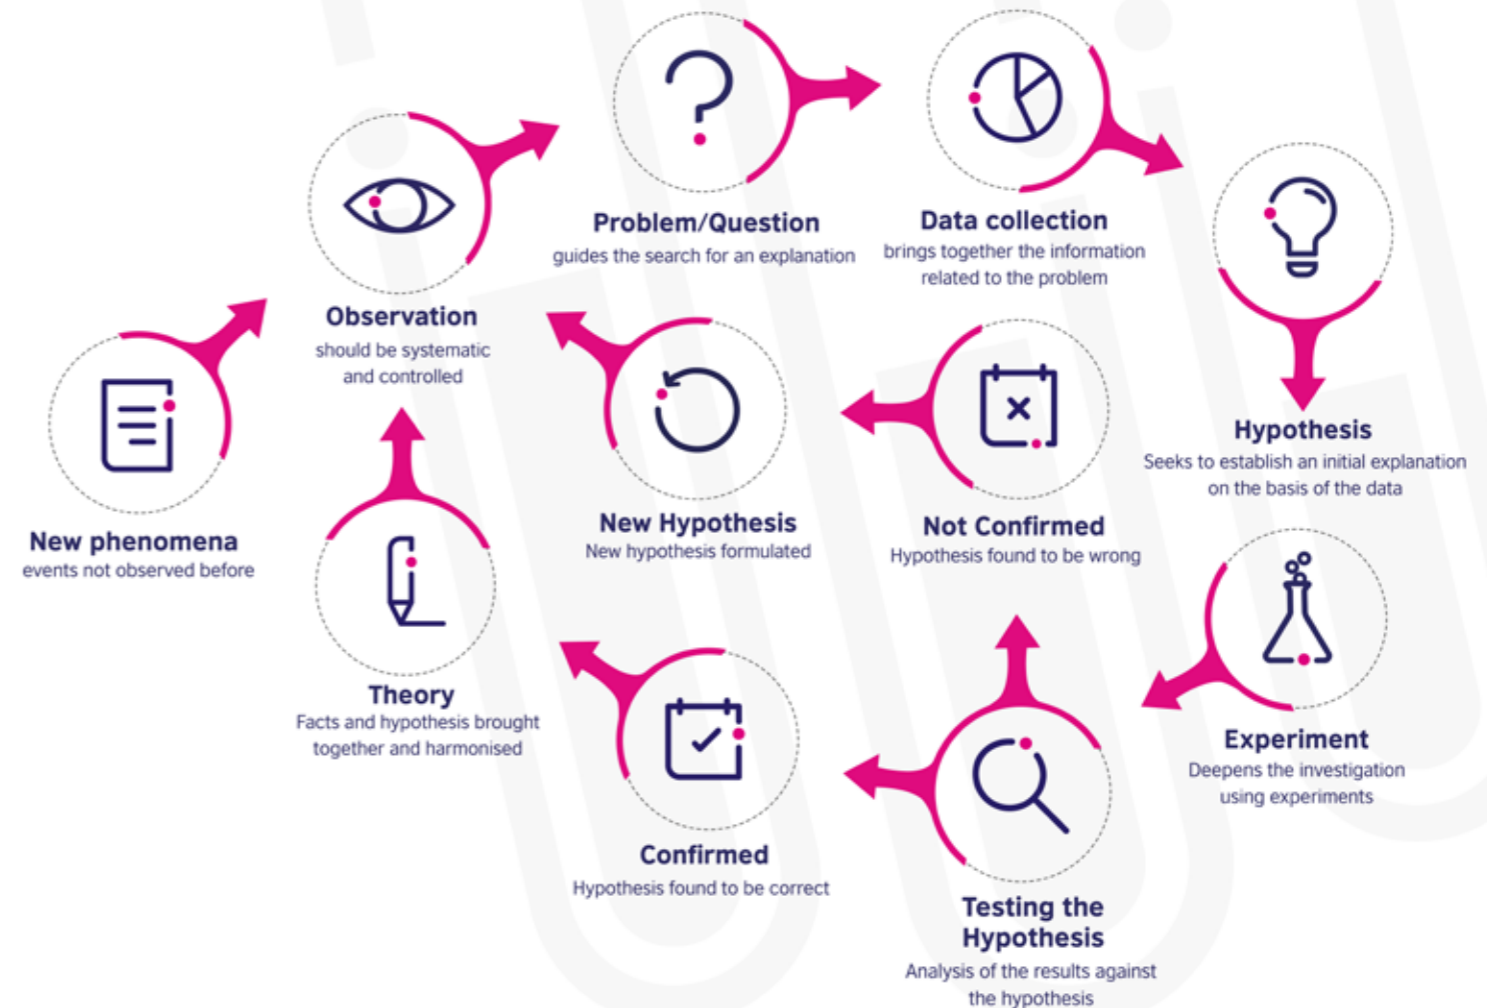 New phenomena
events not observed before
Observation
should be systematic
and controlled
Problem/Question
guides the search for an explanation
Data collection
brings together the information
related to the problem
Hypothesis
Seeks to establish an initial explanation
on the basis of the data
Experiment
Deepens the investigation
using experiments
Testing the
Hypothesis
Analysis of the results against
the hypothesis
Not Confirmed
Hypothesis found to be wrong
New Hypothesis
New hypothesis formulated
Confirmed
Hypothesis found to be correct
Theory
Facts and hypothesis brought
together and harmonised